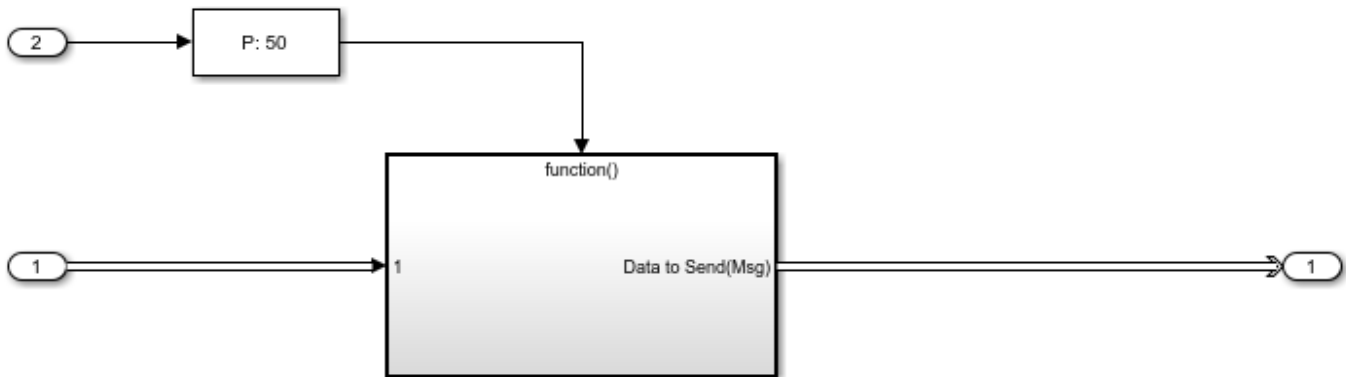 2
P: 50
function()
1
1
Data to Send(Msg)
1